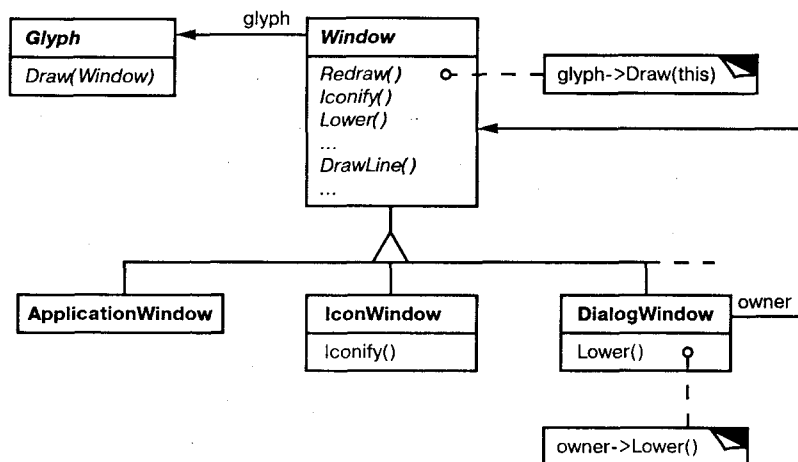 glyph
Glyph
Draw(Window)
Window
Redraw()
Iconify()
Lower()
...
DrawLine()
...
glyph->Draw(this)
ApplicationWindow
IconWindow
Iconify()
DialogWindow
Lower()
owner
owner->Lower()